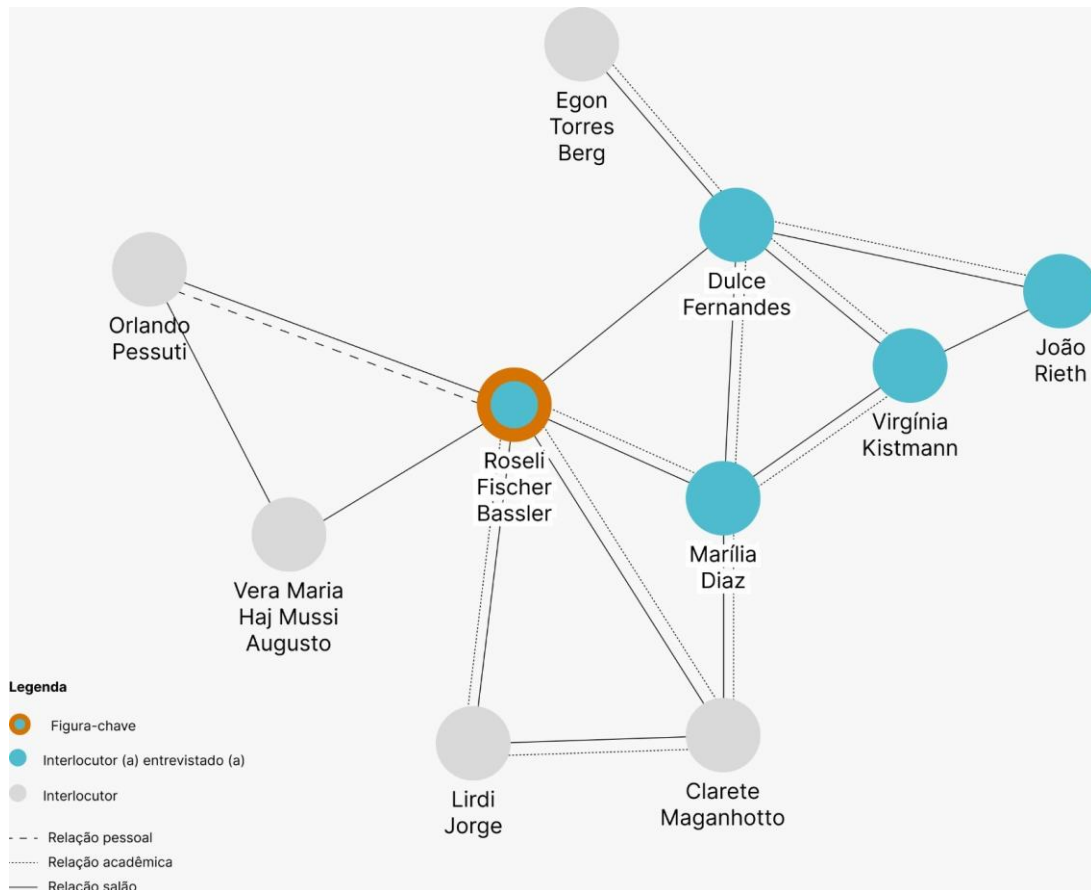 Egon
Torres
Berg
Dulce
Fernandes
Orlando
Pessuti
João
Rieth
Virgínia
Kistmann
Roseli
Fischer
Bassler
Marília
Diaz
Vera Maria
Haj Mussi
Augusto
Lirdi
Jorge
Clarete
Maganhotto
Legenda
Figura-chave
Interlocutor (a) entrevistado (a)
Interlocutor
Relação pessoal
Relação acadêmica
Relação salão